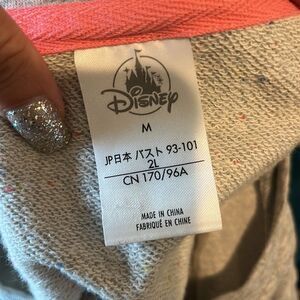 Disney
M
JP日本 バスト 93-101
2L
CN 170/96A
MADE IN CHINA
FABRIQUÉ EN CHINE